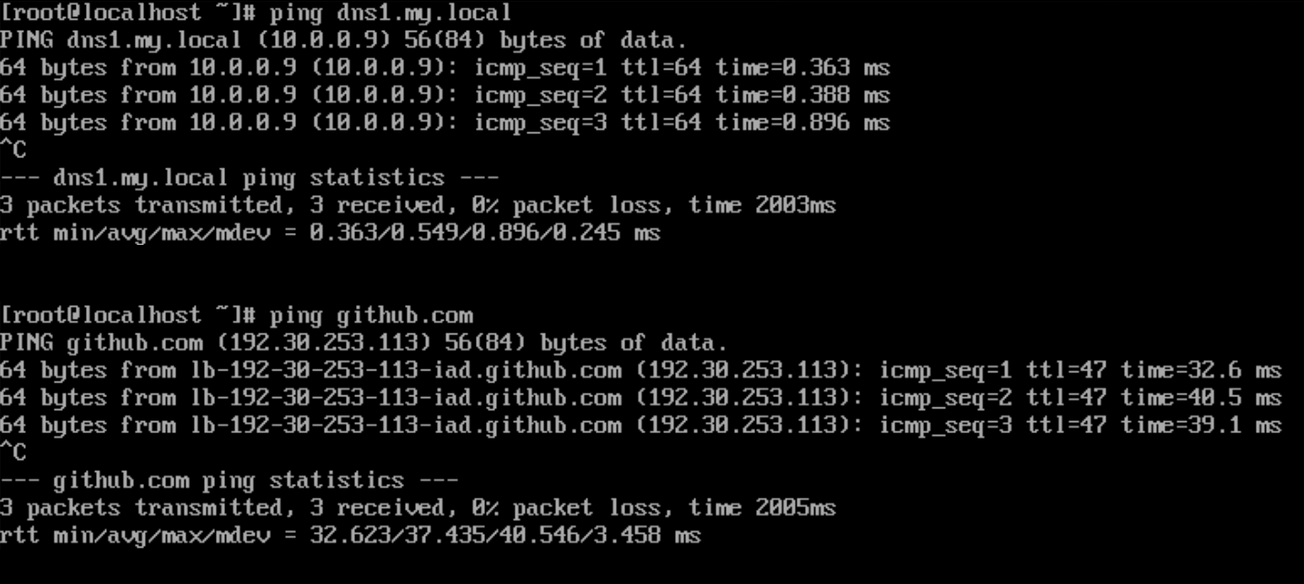 [root@localhost ~]# ping dns1.my.local
PING dns1.my.local (10.0.0.9) 56(84) bytes of data.
64 bytes from 10.0.0.9 (10.0.0.9): icmp_seq=1 ttl=64 time=0.363 ms
64 bytes from 10.0.0.9 (10.0.0.9): icmp_seq=2 ttl=64 time=0.388 ms
64 bytes from 10.0.0.9 (10.0.0.9): icmp_seq=3 ttl=64 time=0.896 ms
^C
--- dns1.my.local ping statistics ---
3 packets transmitted, 3 received, 0% packet loss, time 2003ms
rtt min/avg/max/mdev = 0.363/0.549/0.896/0.245 ms
[root@localhost ~]# ping github.com
PING github.com (192.30.253.113) 56(84) bytes of data.
64 bytes from lb-192-30-253-113-iad.github.com (192.30.253.113): icmp_seq=1 ttl=47 time=32.6 ms
64 bytes from lb-192-30-253-113-iad.github.com (192.30.253.113): icmp_seq=2 ttl=47 time=40.5 ms
64 bytes from lb-192-30-253-113-iad.github.com (192.30.253.113): icmp_seq=3 ttl=47 time=39.1 ms
^C
--- github.com ping statistics ---
3 packets transmitted, 3 received, 0% packet loss, time 2005ms
rtt min/avg/max/mdev = 32.623/37.435/40.546/3.458 ms